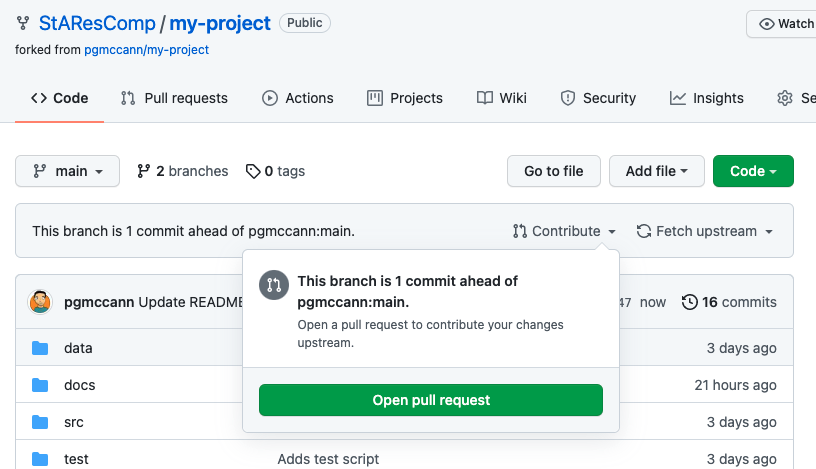 StAResComp / my-project Public Watch
forked from pgmccann/my-project
Code Pull requests Actions Projects Wiki Security Insights Se
main 2 branches 0 tags Go to file Add file Code
This branch is 1 commit ahead of pgmccann:main. Contribute Fetch upstream
This branch is 1 commit ahead of
pgmccann:main.
Open a pull request to contribute your changes
upstream.
Open pull request
pgmccann Update README 47 now 16 commits
data 3 days ago
docs 21 hours ago
src 3 days ago
test Adds test script 3 days ago